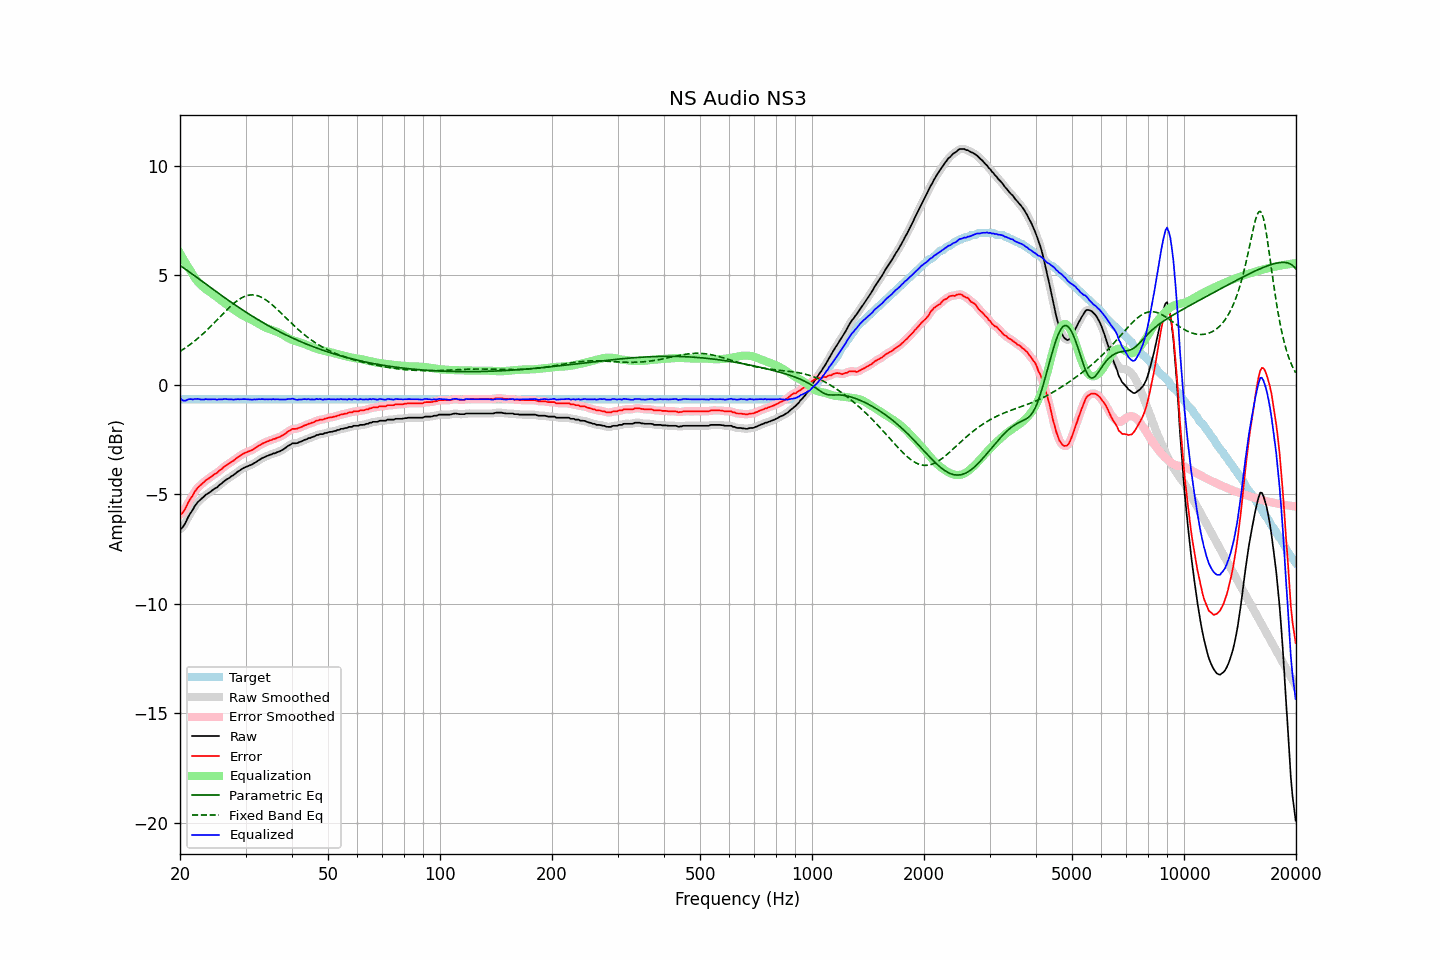 NS Audio NS3
10
5
0
−5
−10
−15
−20
Amplitude (dBr)
Target
Raw Smoothed
Error Smoothed
Raw
Error
Equalization
Parametric Eq
Fixed Band Eq
Equalized
20 50 100 200 500 1000 2000 5000 10000 20000
Frequency (Hz)